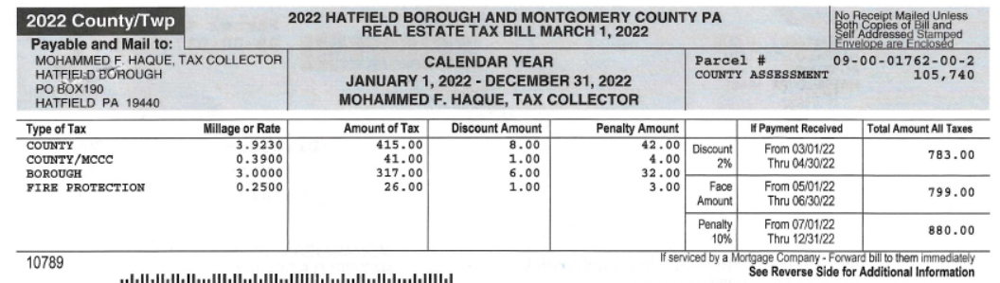 2022 County/Twp
Payable and Mail to:
MOHAMMED F. HAQUE, TAX COLLECTOR
HATFIELD BOROUGH
PO BOX190
HATFIELD PA 19440
2022 HATFIELD BOROUGH AND MONTGOMERY COUNTY PA
REAL ESTATE TAX BILL MARCH 1, 2022
CALENDAR YEAR
JANUARY 1, 2022 - DECEMBER 31, 2022
MOHAMMED F. HAQUE, TAX COLLECTOR
No Receipt Mailed Unless
Both Copies of Bill and
Self Addressed Stamped
Envelope are Enclosed
Parcel # 09-00-01762-00-2
COUNTY ASSESSMENT 105,740
Type of Tax Millage or Rate Amount of Tax Discount Amount Penalty Amount If Payment Received Total Amount All Taxes
COUNTY 3.9230 415.00 8.00 42.00
COUNTY/MCCC 0.3900 41.00 1.00 4.00
BOROUGH 3.0000 317.00 6.00 32.00
FIRE PROTECTION 0.2500 26.00 1.00 3.00
Discount From 03/01/22 783.00
2% Thru 04/30/22
Face From 05/01/22 799.00
Amount Thru 06/30/22
Penalty From 07/01/22 880.00
10% Thru 12/31/22
10789
If serviced by a Mortgage Company - Forward bill to them immediately
See Reverse Side for Additional Information